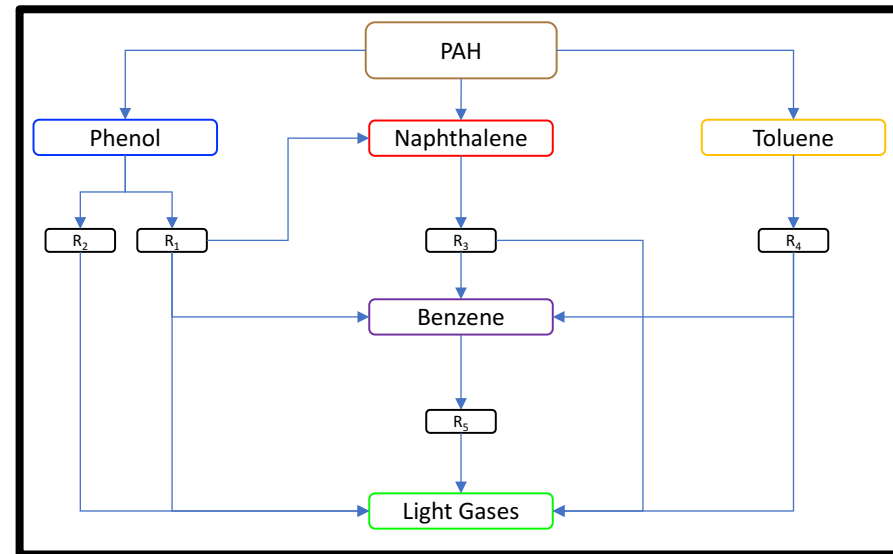 PAH
Phenol
Naphthalene
Toluene
R₂
R₁
R₃
R₄
Benzene
R₅
Light Gases